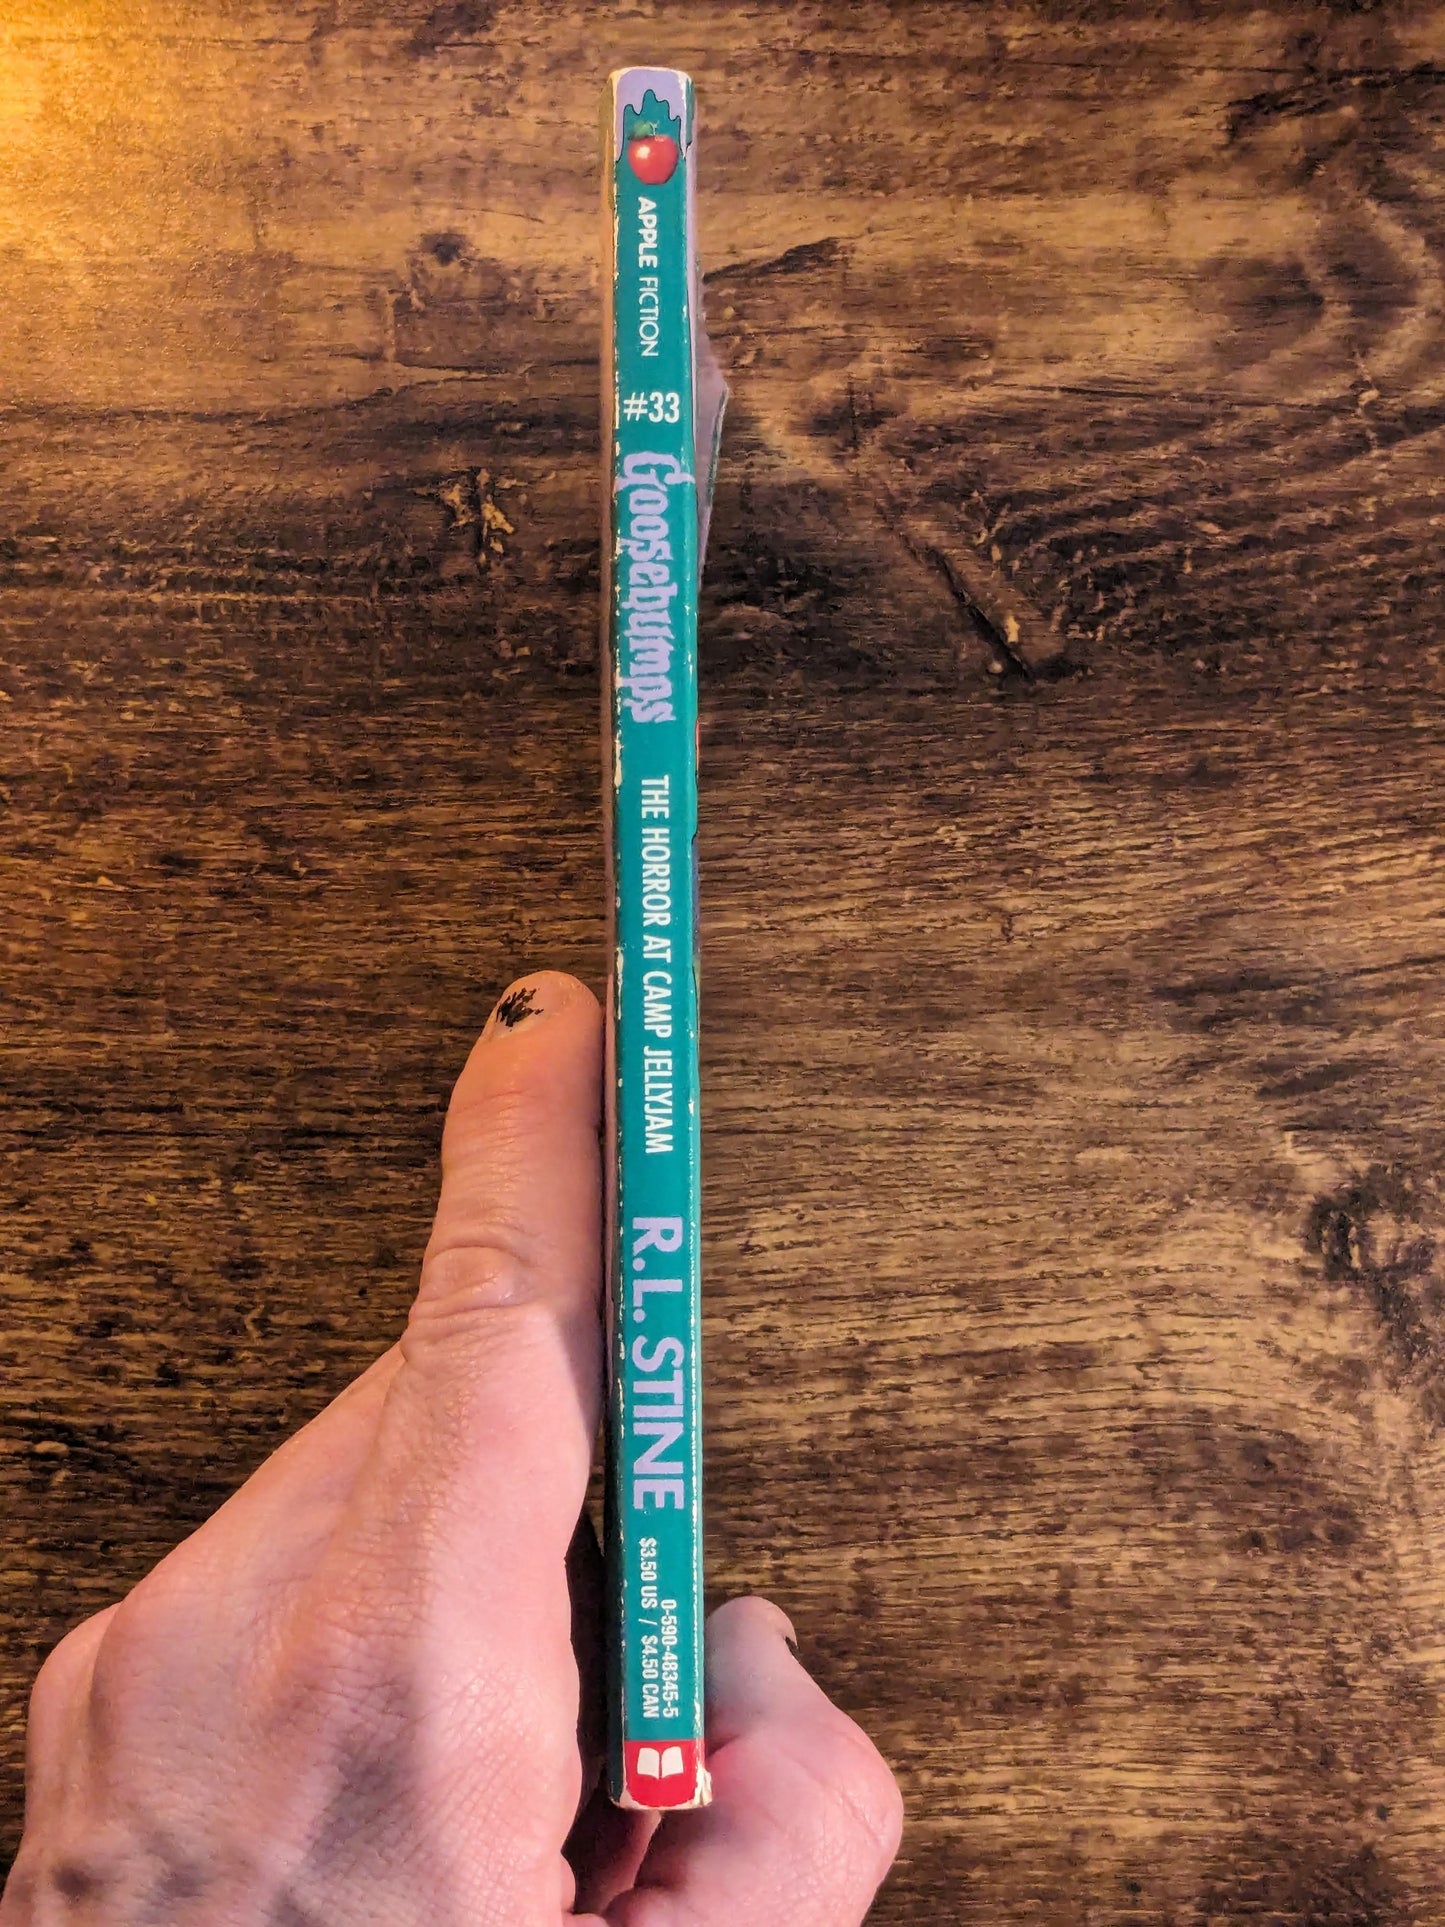 APPLE FICTION
#33
Goosebumps
THE HORROR AT CAMP JELLYJAM
R.L. STINE
0-590-48345-5
$3.50 US / $4.50 CAN